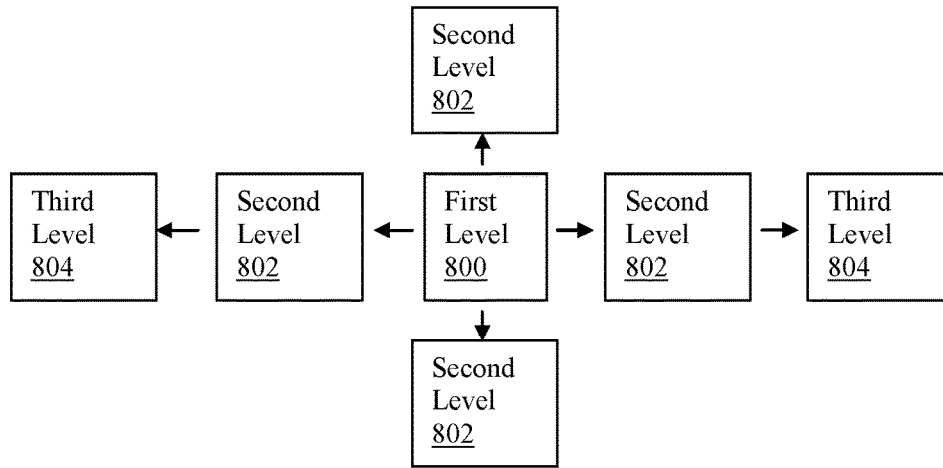 Second
Level
802
Third
Level
804
Second
Level
802
First
Level
800
Second
Level
802
Third
Level
804
Second
Level
802